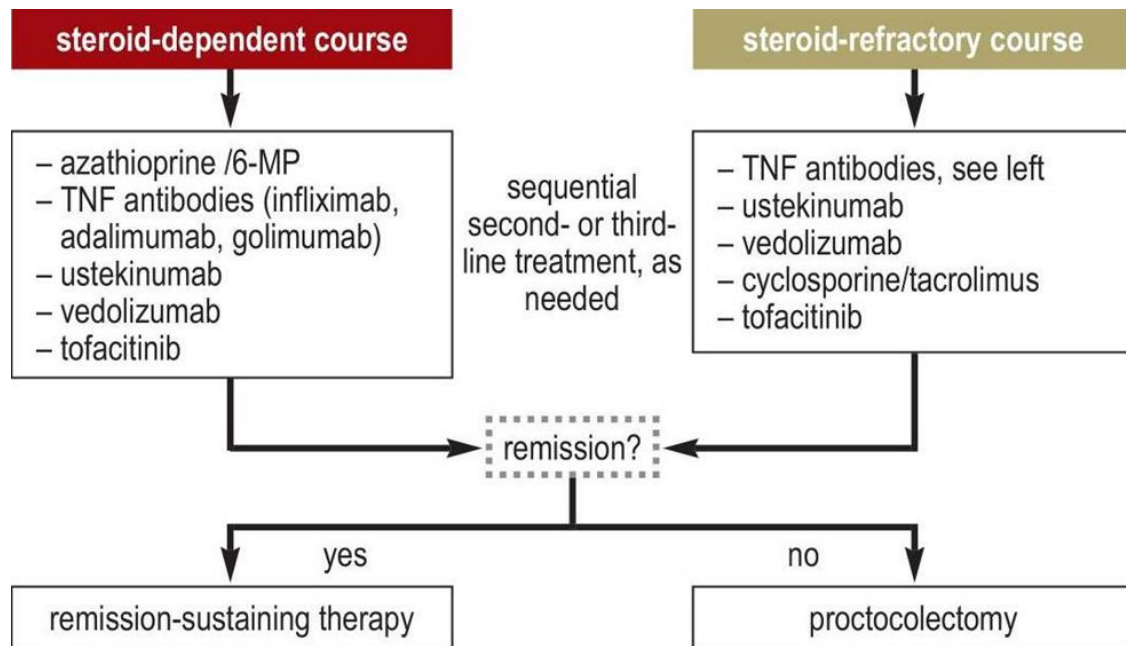 steroid-dependent course
steroid-refractory course
– azathioprine /6-MP
– TNF antibodies (infliximab,
adalimumab, golimumab)
– ustekinumab
– vedolizumab
– tofacitinib
sequential
second- or third-
line treatment, as
needed
– TNF antibodies, see left
– ustekinumab
– vedolizumab
– cyclosporine/tacrolimus
– tofacitinib
remission?
yes
no
remission-sustaining therapy
proctocolectomy